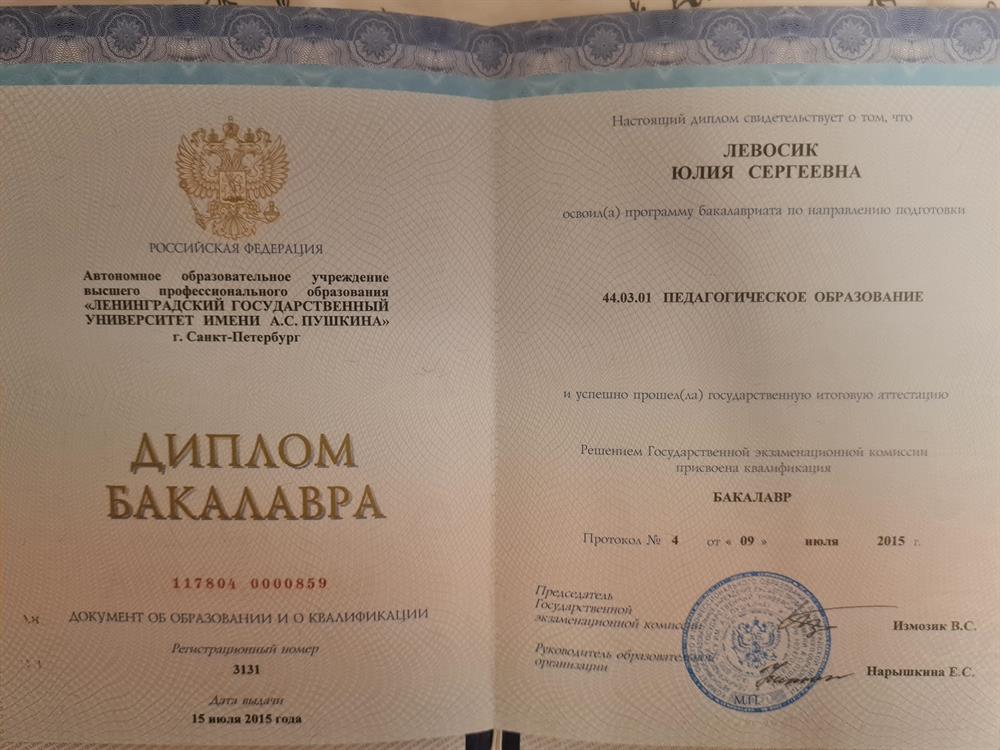 РОССИЙСКАЯ ФЕДЕРАЦИЯ
Автономное образовательное учреждение
высшего профессионального образования
«ЛЕНИНГРАДСКИЙ ГОСУДАРСТВЕННЫЙ
УНИВЕРСИТЕТ ИМЕНИ А.С. ПУШКИНА»
г. Санкт-Петербург
ДИПЛОМ
БАКАЛАВРА
117804 0000859
ДОКУМЕНТ ОБ ОБРАЗОВАНИИ И О КВАЛИФИКАЦИИ
Регистрационный номер
3131
Дата выдачи
15 июля 2015 года
Настоящий диплом свидетельствует о том, что
ЛЕВОСИК
ЮЛИЯ СЕРГЕЕВНА
освоил(а) программу бакалавриата по направлению подготовки
44.03.01 ПЕДАГОГИЧЕСКОЕ ОБРАЗОВАНИЕ
и успешно прошел(ла) государственную итоговую аттестацию
Решением Государственной экзаменационной комиссии
присвоена квалификация
БАКАЛАВР
Протокол № 4 от « 09 » июля 2015 г.
Председатель
Государственной
экзаменационной комиссии
Измозик В.С.
Руководитель образовательной
организации
Нарышкина Е.С.
М.П.